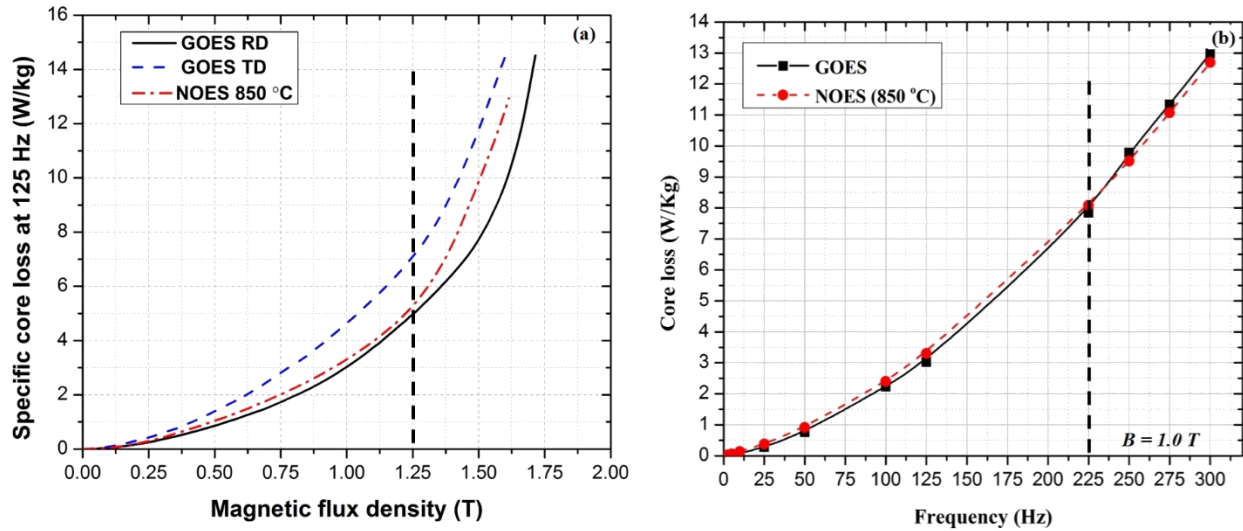 (a)
GOES RD
GOES TD
NOES 850 °C
Specific core loss at 125 Hz (W/kg)
16
14
12
10
8
6
4
2
0
0.00 0.25 0.50 0.75 1.00 1.25 1.50 1.75 2.00
Magnetic flux density (T)
(b)
GOES
NOES (850 °C)
Core loss (W/Kg)
14
13
12
11
10
9
8
7
6
5
4
3
2
1
0
B = 1.0 T
0 25 50 75 100 125 150 175 200 225 250 275 300
Frequency (Hz)